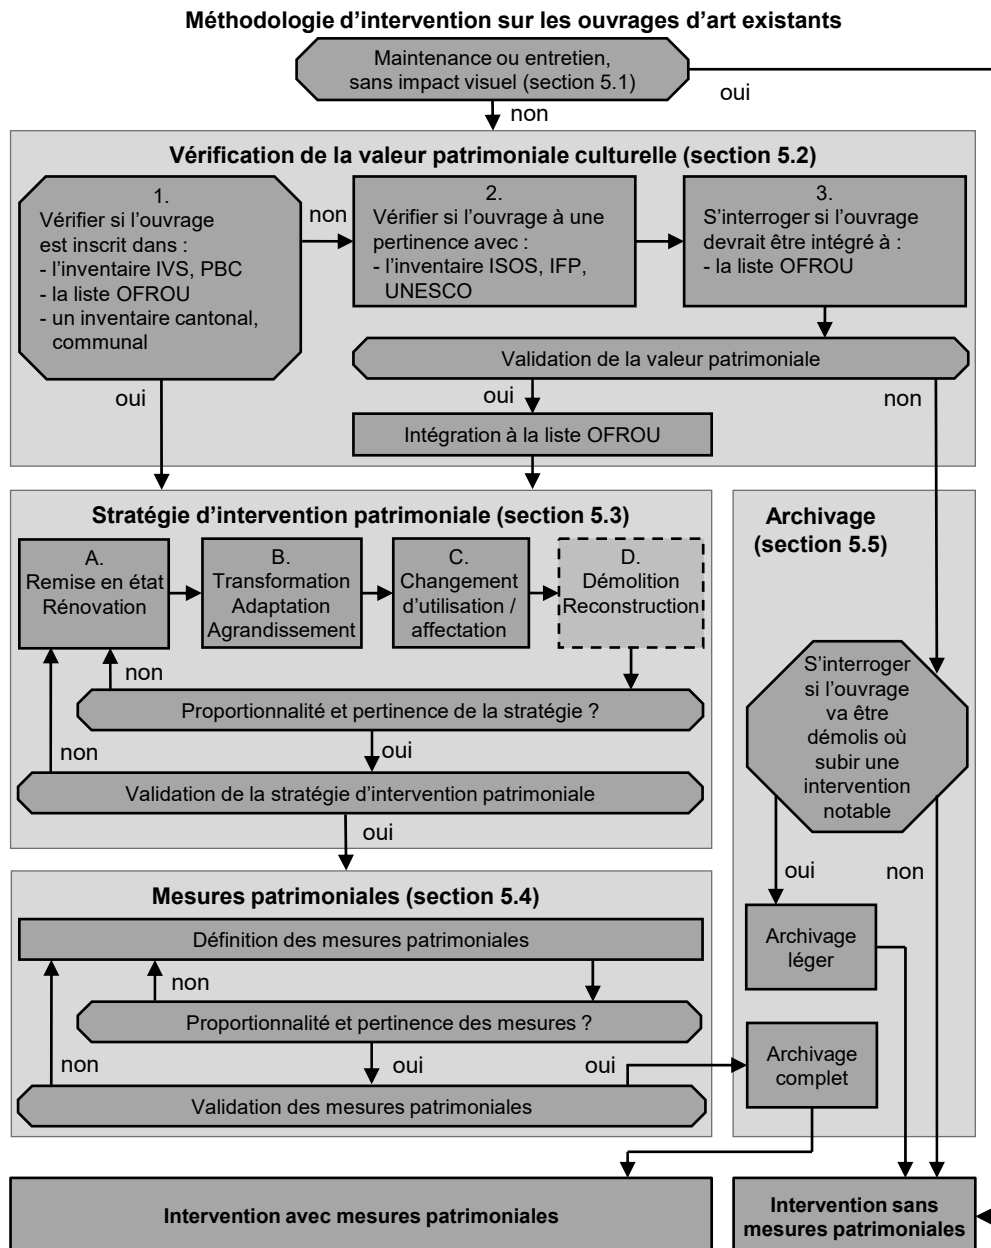 Méthodologie d'intervention sur les ouvrages d'art existants
Maintenance ou entretien,
sans impact visuel (section 5.1)
oui
non
Vérification de la valeur patrimoniale culturelle (section 5.2)
1.
Vérifier si l'ouvrage
est inscrit dans :
- l'inventaire IVS, PBC
- la liste OFROU
- un inventaire cantonal,
communal
non
2.
Vérifier si l'ouvrage à une
pertinence avec :
- l'inventaire ISOS, IFP,
UNESCO
3.
S'interroger si l'ouvrage
devrait être intégré à :
- la liste OFROU
Validation de la valeur patrimoniale
oui
oui
non
Intégration à la liste OFROU
Stratégie d'intervention patrimoniale (section 5.3)
A.
Remise en état
Rénovation
B.
Transformation
Adaptation
Agrandissement
C.
Changement
d'utilisation /
affectation
D.
Démolition
Reconstruction
non
Proportionnalité et pertinence de la stratégie ?
non
oui
Validation de la stratégie d'intervention patrimoniale
oui
Archivage
(section 5.5)
S'interroger
si l'ouvrage
va être
démolis où
subir une
intervention
notable
oui
non
Archivage
léger
Archivage
complet
Mesures patrimoniales (section 5.4)
Définition des mesures patrimoniales
non
Proportionnalité et pertinence des mesures ?
non
oui
oui
Validation des mesures patrimoniales
Intervention avec mesures patrimoniales
Intervention sans
mesures patrimoniales